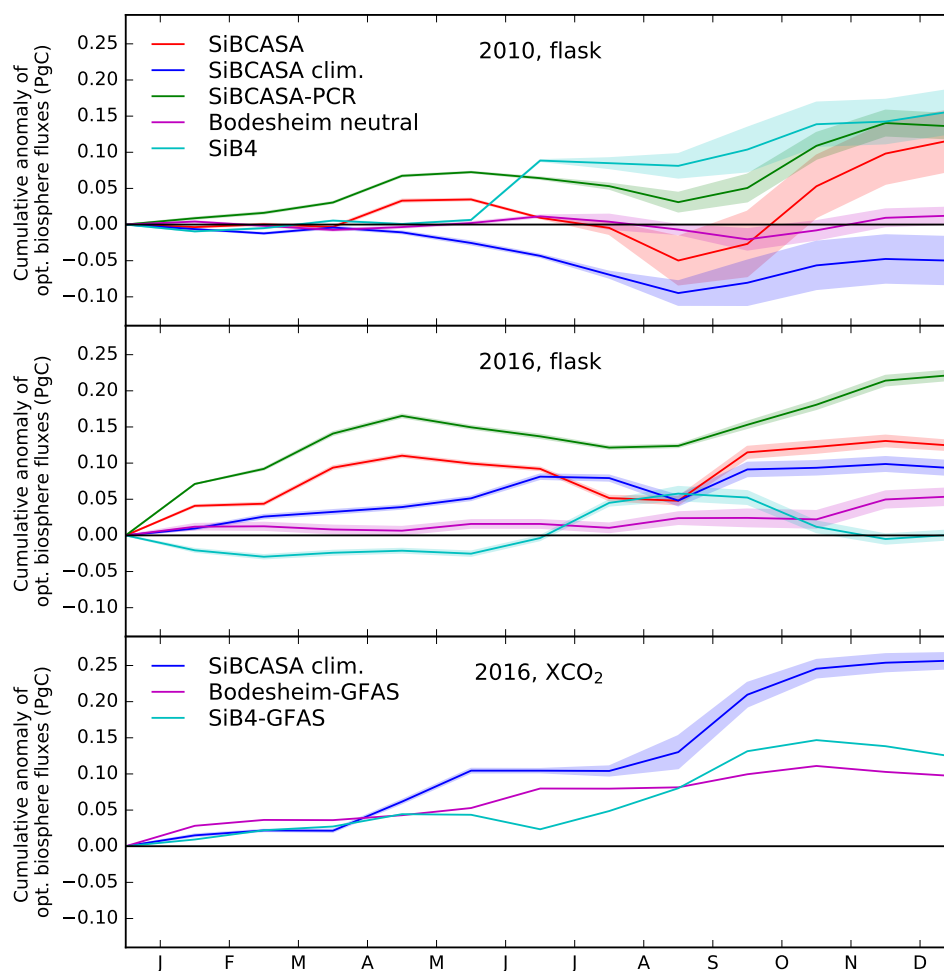 0.25
0.20
0.15
0.10
0.05
0.00
−0.05
−0.10
Cumulative anomaly of
opt. biosphere fluxes (PgC)
SiBCASA
SiBCASA clim.
SiBCASA-PCR
Bodesheim neutral
SiB4
2010, flask
0.25
0.20
0.15
0.10
0.05
0.00
−0.05
−0.10
Cumulative anomaly of
opt. biosphere fluxes (PgC)
2016, flask
0.25
0.20
0.15
0.10
0.05
0.00
−0.05
−0.10
Cumulative anomaly of
opt. biosphere fluxes (PgC)
SiBCASA clim.
Bodesheim-GFAS
SiB4-GFAS
2016, XCO₂
J F M A M J J A S O N D